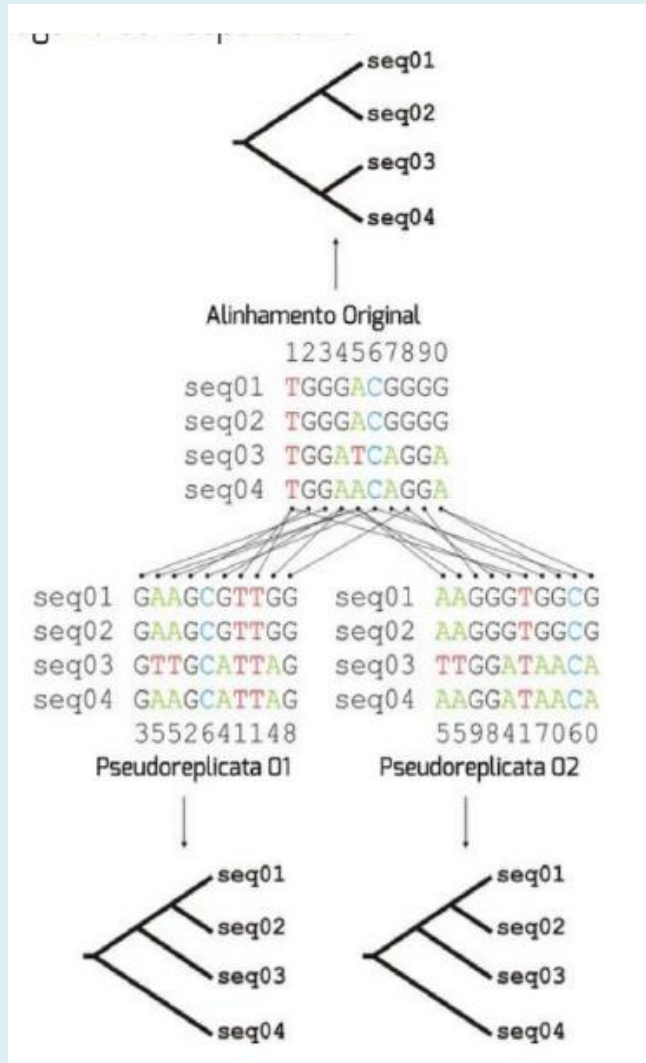 seq01
seq02
seq03
seq04
Alinhamento Original
1234567890
seq01 TGGGACGGGG
seq02 TGGGACGGGG
seq03 TGGATCAGGA
seq04 TGGAACAGGA
seq01 GAAGCGTTGG
seq02 GAAGCGTTGG
seq03 GTTGCATTAG
seq04 GAAGCATTAG
3552641148
Pseudoreplicata 01
seq01 AAGGGTGGCG
seq02 AAGGGTGGCG
seq03 TTGGATAACA
seq04 AAGGATAACA
5598417060
Pseudoreplicata 02
seq01
seq02
seq03
seq04
seq01
seq02
seq03
seq04